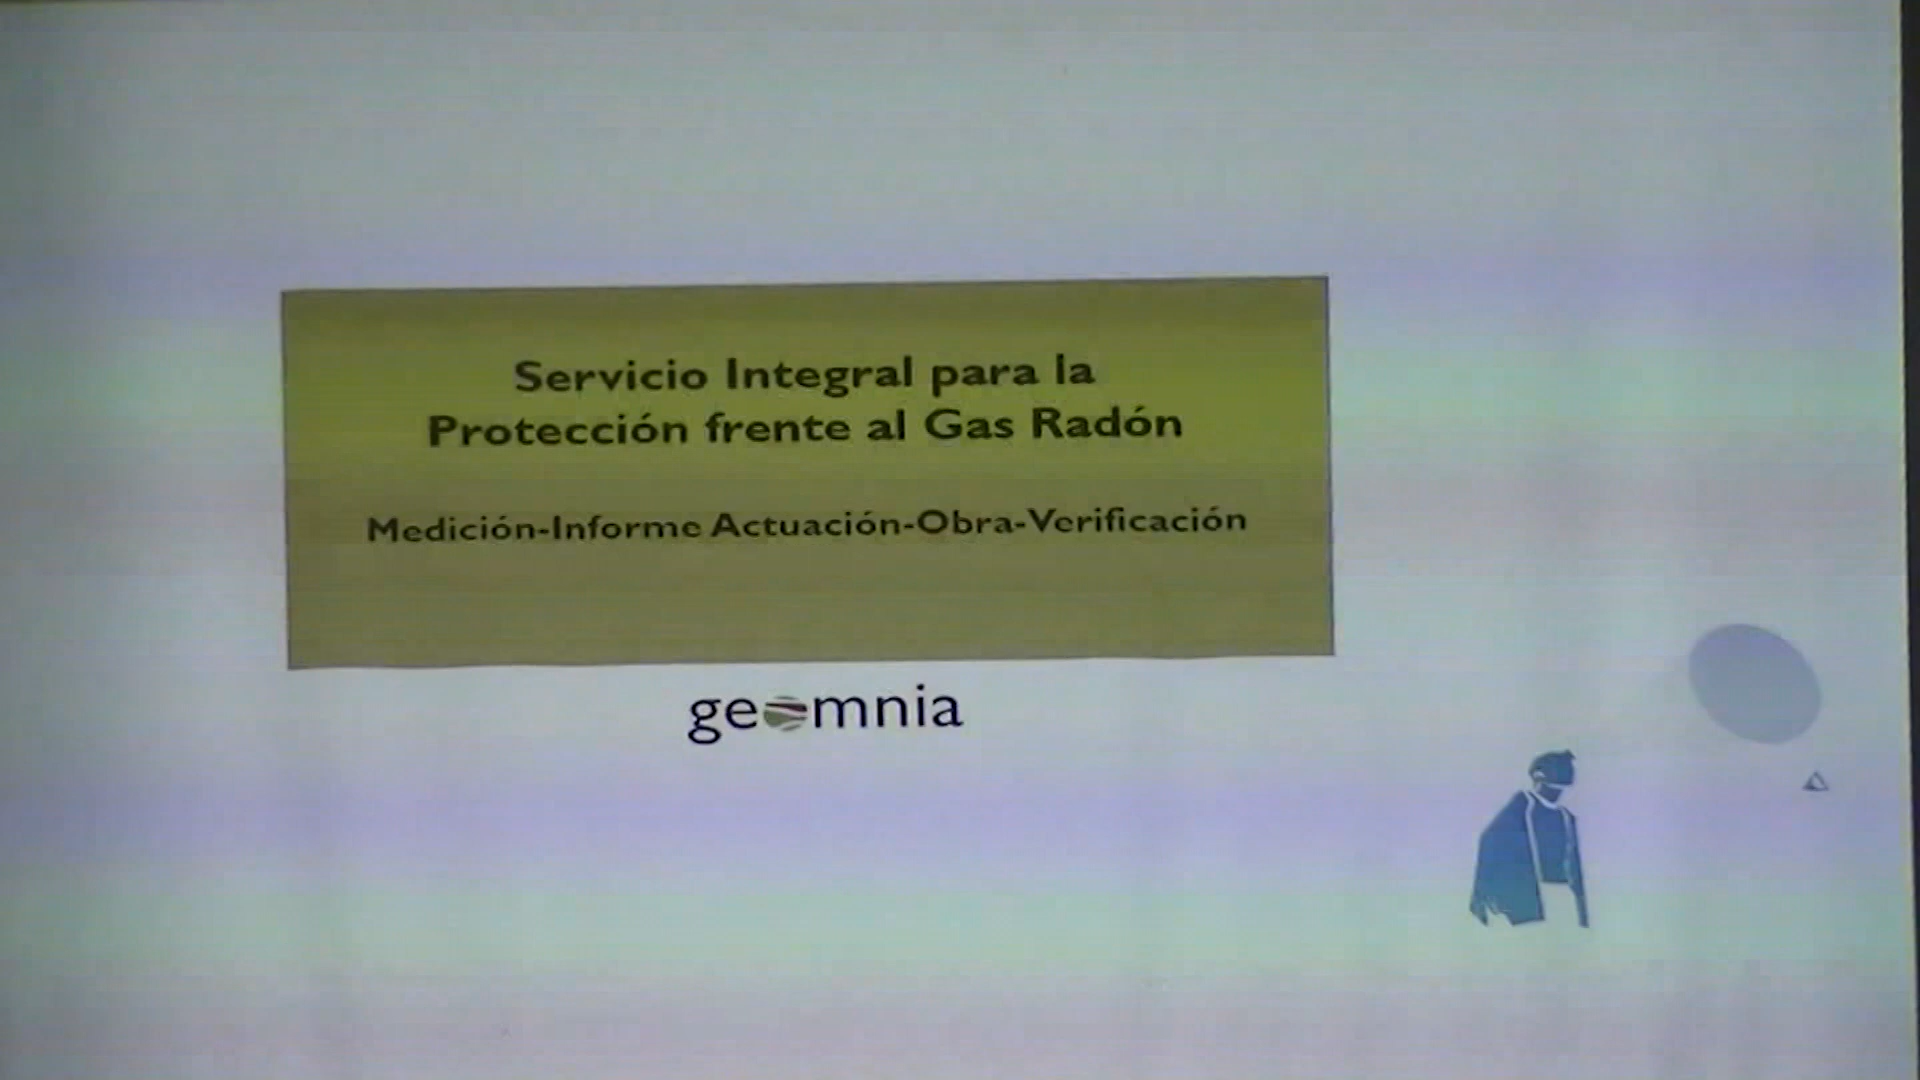 Servicio Integral para la
Protección frente al Gas Radón
Medición-Informe Actuación-Obra-Verificación
geomnia